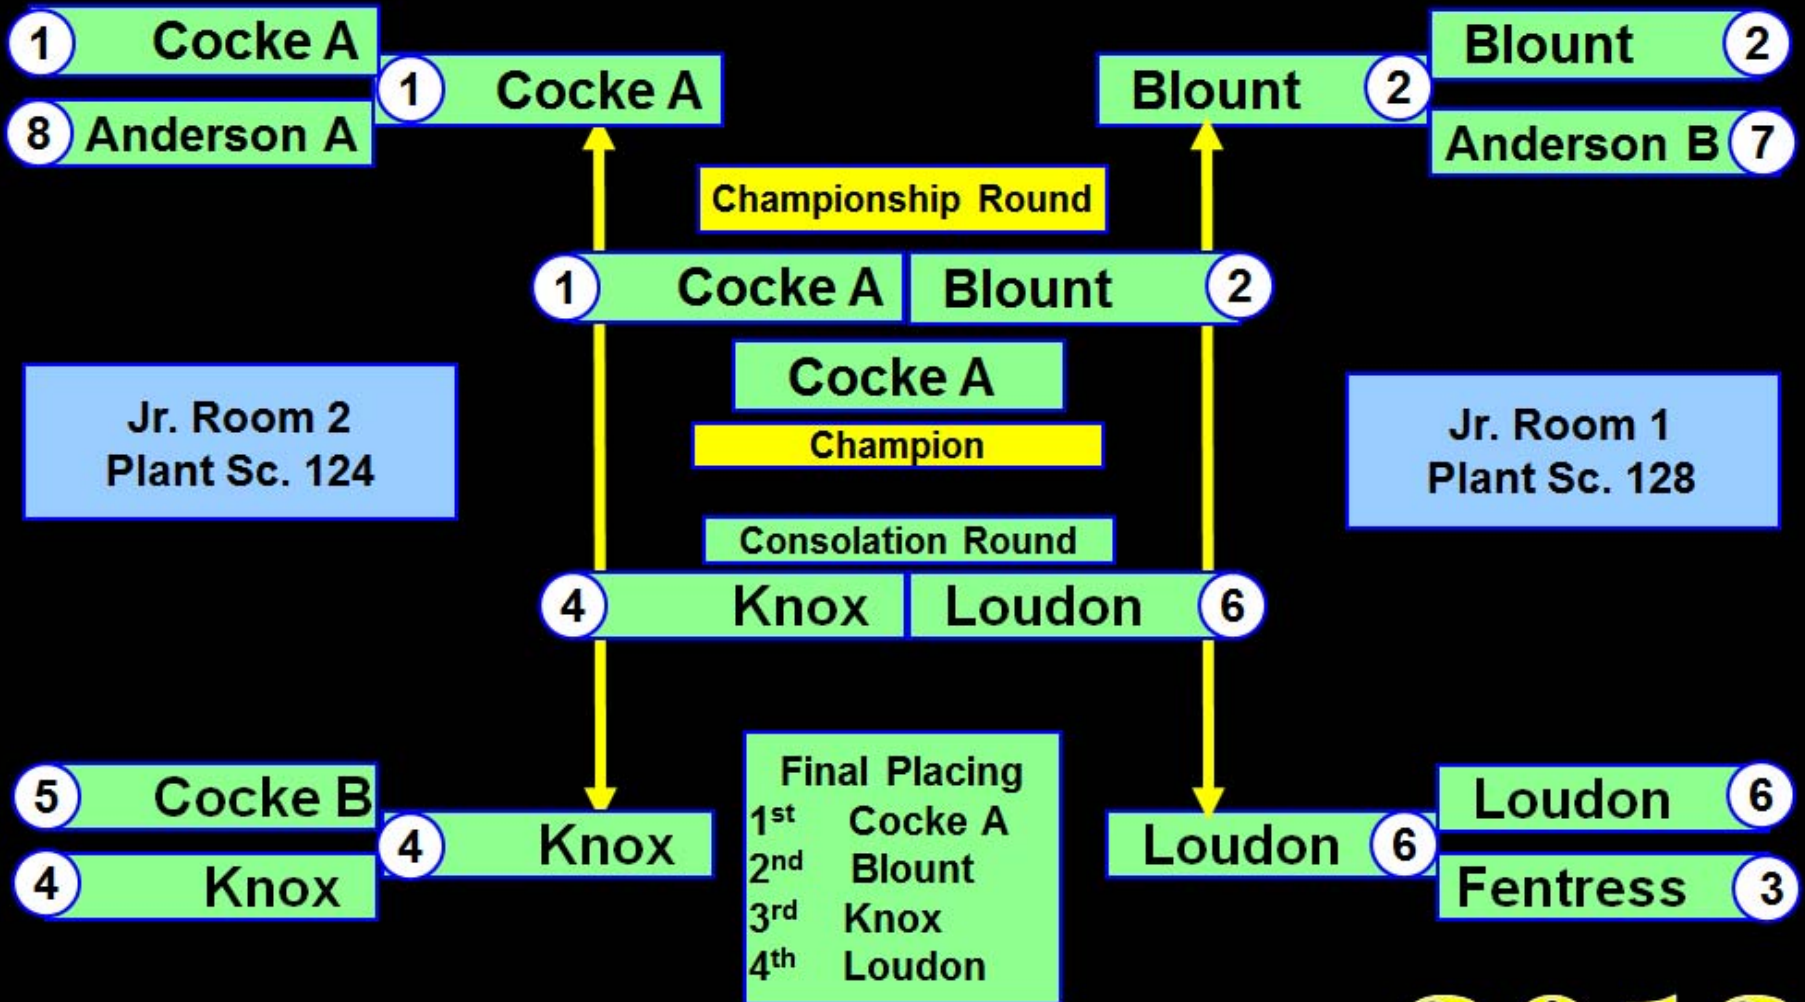 1 Cocke A
8 Anderson A
1 Cocke A
Blount 2
Blount 2
Anderson B 7
Championship Round
1 Cocke A Blount 2
Cocke A
Champion
Jr. Room 2
Plant Sc. 124
Jr. Room 1
Plant Sc. 128
Consolation Round
4 Knox Loudon 6
5 Cocke B
4 Knox
4 Knox
Loudon 6
Loudon 6
Fentress 3
Final Placing
1st Cocke A
2nd Blount
3rd Knox
4th Loudon